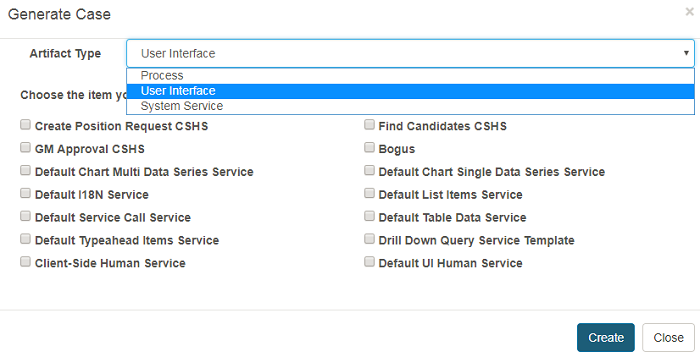 Generate Case
×
Artifact Type User Interface
Process
User Interface
System Service
Choose the item yo
Create Position Request CSHS Find Candidates CSHS
GM Approval CSHS Bogus
Default Chart Multi Data Series Service Default Chart Single Data Series Service
Default I18N Service Default List Items Service
Default Service Call Service Default Table Data Service
Default Typeahead Items Service Drill Down Query Service Template
Client-Side Human Service Default UI Human Service
Create Close